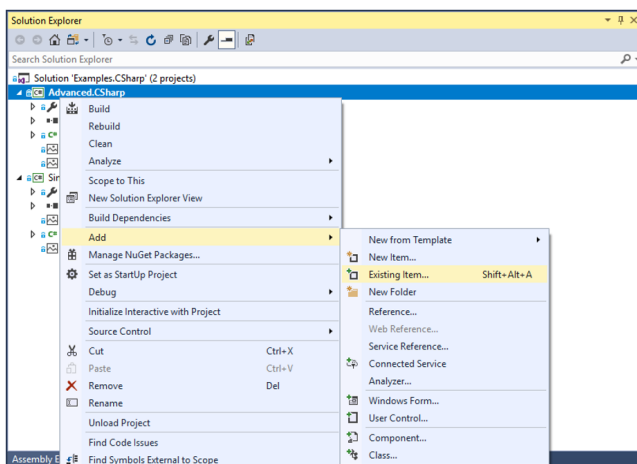 Solution Explorer
Search Solution Explorer
Solution 'Examples.CSharp' (2 projects)
C# Advanced.CSharp
C#
C#
C#
Build
Rebuild
Clean
Analyze
Scope to This
New Solution Explorer View
Build Dependencies
Add
Manage NuGet Packages...
Set as StartUp Project
Debug
Initialize Interactive with Project
Source Control
Cut Ctrl+X
Paste Ctrl+V
Remove Del
Rename
Unload Project
Find Code Issues
Find Symbols External to Scope
New from Template
New Item...
Existing Item... Shift+Alt+A
New Folder
Reference...
Web Reference...
Service Reference...
Connected Service
Analyzer...
Windows Form...
User Control...
Component...
Class...
Assembly